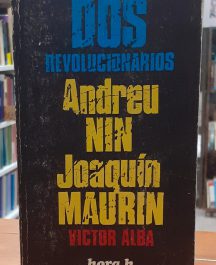 DOS
REVOLUCIONARIOS
Andreu
NIN
Joaquín
MAURIN
VICTOR ALBA
hora h